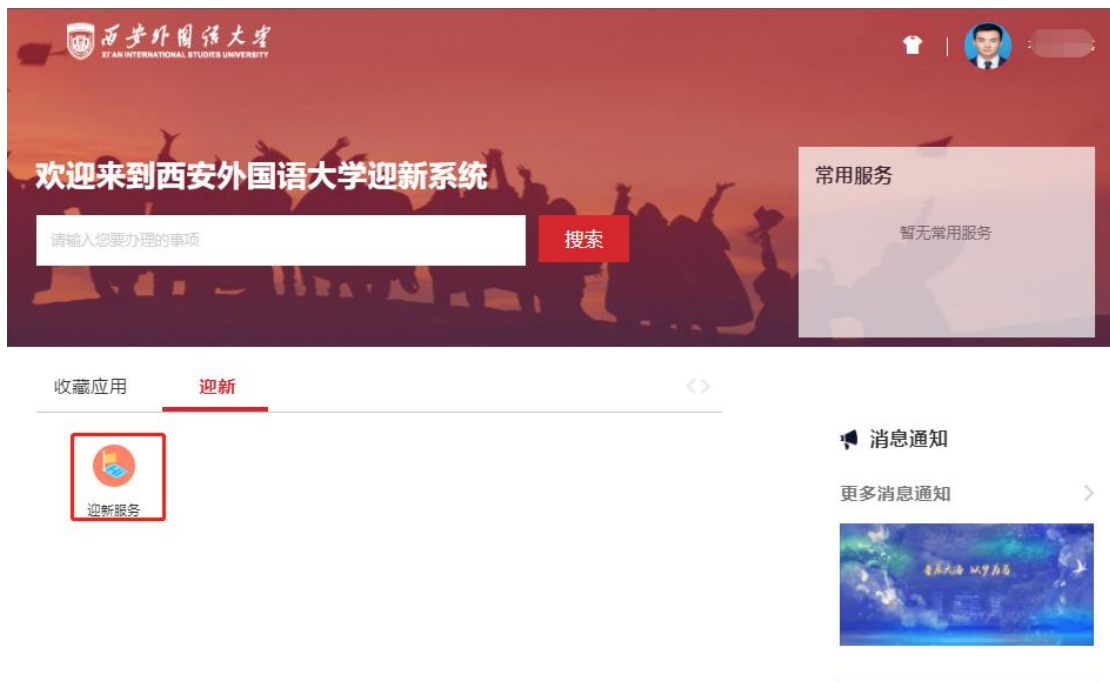 西安外国语大学
XI'AN INTERNATIONAL STUDIES UNIVERSITY
欢迎来到西安外国语大学迎新系统
请输入您要办理的事项
搜索
常用服务
暂无常用服务
收藏应用
迎新
迎新服务
消息通知
更多消息通知